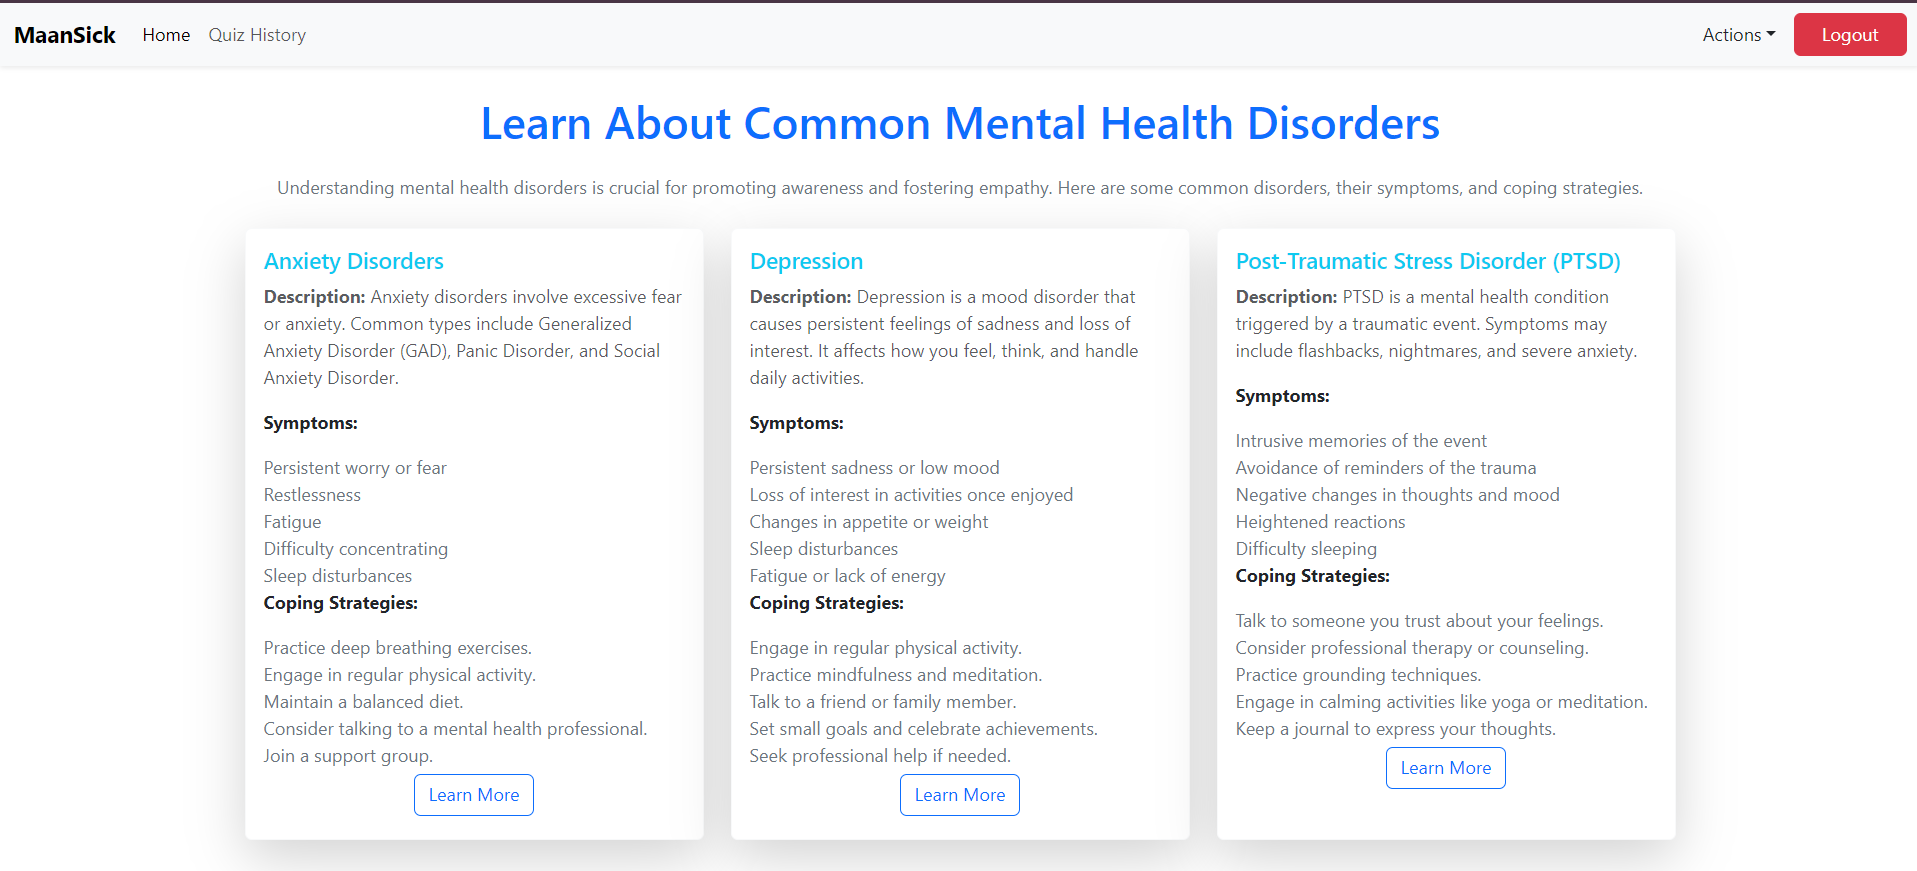 MaanSick Home Quiz History Actions Logout
Learn About Common Mental Health Disorders
Understanding mental health disorders is crucial for promoting awareness and fostering empathy. Here are some common disorders, their symptoms, and coping strategies.
Anxiety Disorders
Description: Anxiety disorders involve excessive fear
or anxiety. Common types include Generalized
Anxiety Disorder (GAD), Panic Disorder, and Social
Anxiety Disorder.
Symptoms:
Persistent worry or fear
Restlessness
Fatigue
Difficulty concentrating
Sleep disturbances
Coping Strategies:
Practice deep breathing exercises.
Engage in regular physical activity.
Maintain a balanced diet.
Consider talking to a mental health professional.
Join a support group.
Learn More
Depression
Description: Depression is a mood disorder that
causes persistent feelings of sadness and loss of
interest. It affects how you feel, think, and handle
daily activities.
Symptoms:
Persistent sadness or low mood
Loss of interest in activities once enjoyed
Changes in appetite or weight
Sleep disturbances
Fatigue or lack of energy
Coping Strategies:
Engage in regular physical activity.
Practice mindfulness and meditation.
Talk to a friend or family member.
Set small goals and celebrate achievements.
Seek professional help if needed.
Learn More
Post-Traumatic Stress Disorder (PTSD)
Description: PTSD is a mental health condition
triggered by a traumatic event. Symptoms may
include flashbacks, nightmares, and severe anxiety.
Symptoms:
Intrusive memories of the event
Avoidance of reminders of the trauma
Negative changes in thoughts and mood
Heightened reactions
Difficulty sleeping
Coping Strategies:
Talk to someone you trust about your feelings.
Consider professional therapy or counseling.
Practice grounding techniques.
Engage in calming activities like yoga or meditation.
Keep a journal to express your thoughts.
Learn More